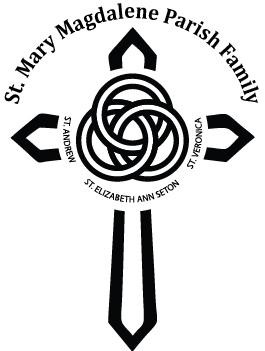 St. Mary Magdalene Parish Family
ST. ANDREW
ST. ELIZABETH ANN SETON
ST. VERONICA